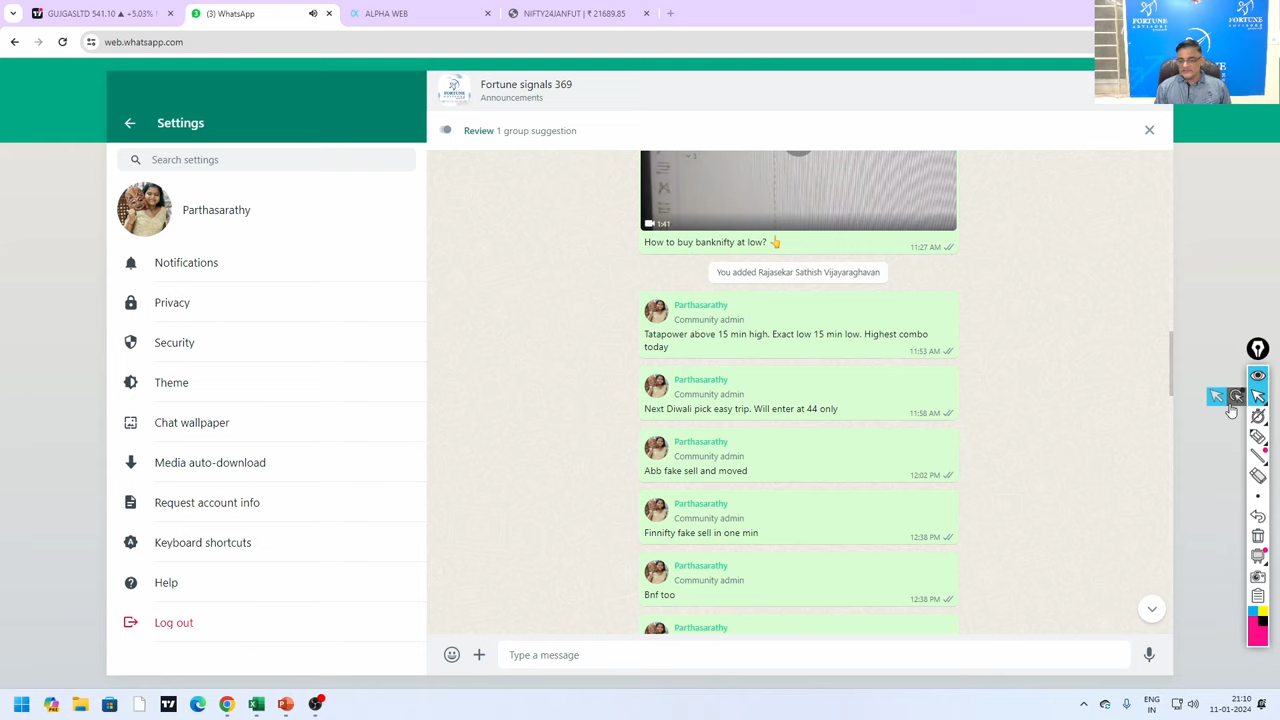 GUJGASLTD 541.10 ▲ +5.03%
(3) WhatsApp
ALPHA WEB
NIFTY24JANFUT | ₹ 21689.85
web.whatsapp.com
FORTUNE
FORTUNE
Settings
Search settings
Parthasarathy
Notifications
Privacy
Security
Theme
Chat wallpaper
Media auto-download
Request account info
Keyboard shortcuts
Help
Log out
Fortune signals 369
Announcements
Review 1 group suggestion
1:41
How to buy banknifty at low? 👆
11:27 AM
You added Rajasekar Sathish Vijayaraghavan
Parthasarathy
Community admin
Tatapower above 15 min high. Exact low 15 min low. Highest combo
today
11:53 AM
Parthasarathy
Community admin
Next Diwali pick easy trip. Will enter at 44 only
11:58 AM
Parthasarathy
Community admin
Abb fake sell and moved
12:02 PM
Parthasarathy
Community admin
Finnifty fake sell in one min
12:38 PM
Parthasarathy
Community admin
Bnf too
12:38 PM
Parthasarathy
Type a message
ENG
IN
21:10
11-01-2024